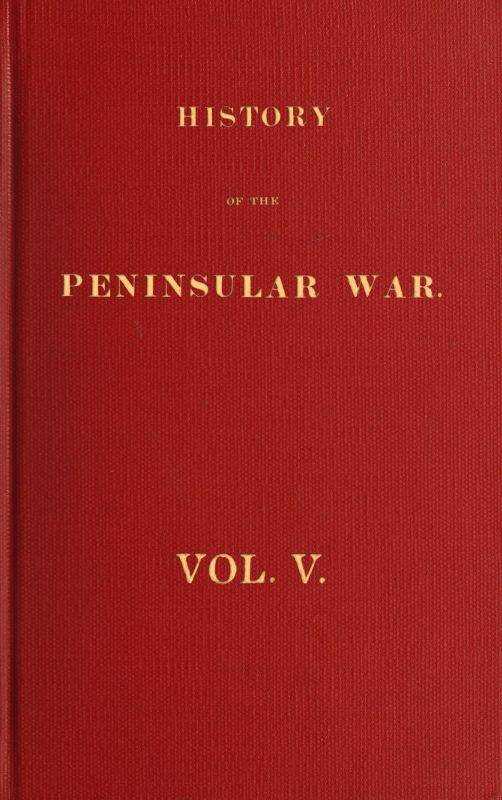 HISTORY
OF THE
PENINSULAR WAR.
VOL. V.